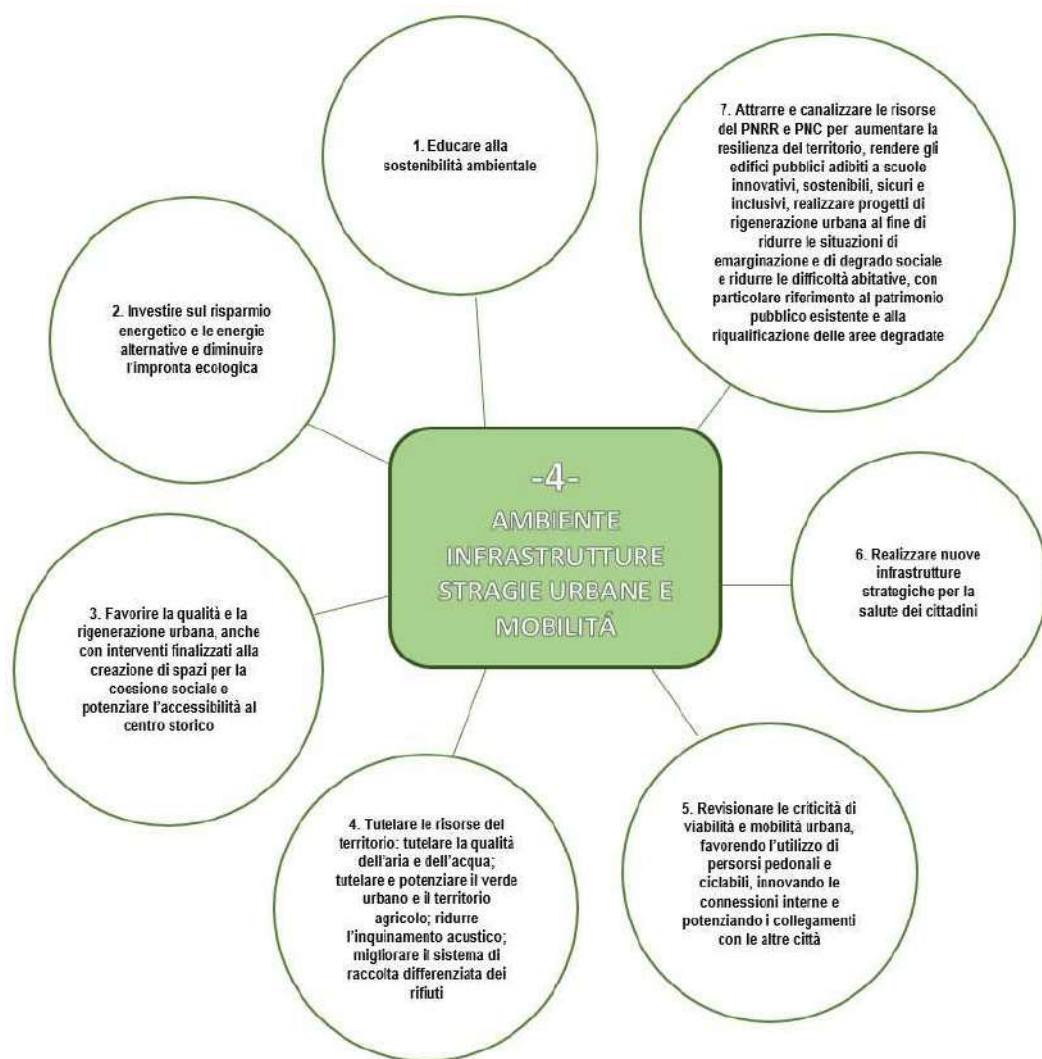 -4-
AMBIENTE
INFRASTRUTTURE
STRAGIE URBANE E
MOBILITÁ
1. Educare alla
sostenibilità ambientale
2. Investire sul risparmio
energetico e le energie
alternative e diminuire
l'impronta ecologica
3. Favorire la qualità e la
rigenerazione urbana, anche
con interventi finalizzati alla
creazione di spazi per la
coesione sociale e
potenziare l'accessibilità al
centro storico
4. Tutelare le risorse del
territorio: tutelare la qualità
dell'aria e dell'acqua;
tutelare e potenziare il verde
urbano e il territorio
agricolo; ridurre
l'inquinamento acustico;
migliorare il sistema di
raccolta differenziata dei
rifiuti
5. Revisionare le criticità di
viabilità e mobilità urbana,
favorendo l'utilizzo di
persorsi pedonali e
ciclabili, innovando le
connessioni interne e
potenziando i collegamenti
con le altre città
6. Realizzare nuove
infrastrutture
strategiche per la
salute dei cittadini
7. Attrarre e canalizzare le risorse
del PNRR e PNC per aumentare la
resilienza del territorio, rendere gli
edifici pubblici adibiti a scuole
innovativi, sostenibili, sicuri e
inclusivi, realizzare progetti di
rigenerazione urbana al fine di
ridurre le situazioni di
emarginazione e di degrado sociale
e ridurre le difficoltà abitative, con
particolare riferimento al patrimonio
pubblico esistente e alla
riqualificazione delle aree degradate